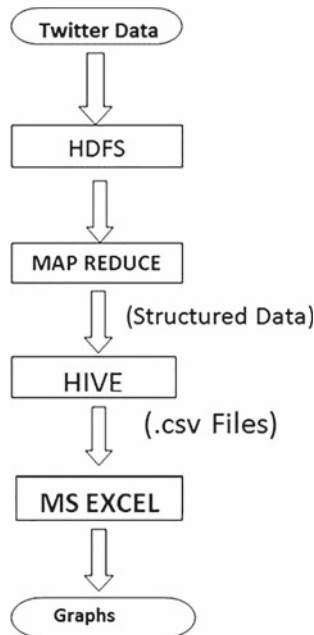 Twitter Data
HDFS
MAP REDUCE
(Structured Data)
HIVE
(.csv Files)
MS EXCEL
Graphs